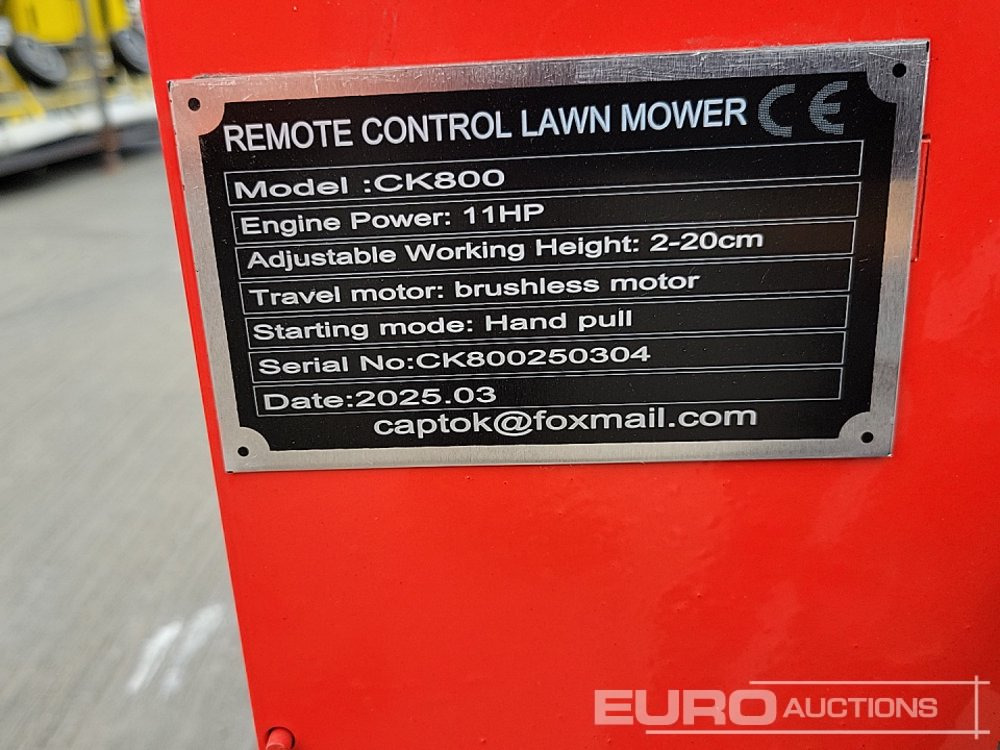 REMOTE CONTROL LAWN MOWER CE
Model :CK800
Engine Power: 11HP
Adjustable Working Height: 2-20cm
Travel motor: brushless motor
Starting mode: Hand pull
Serial No:CK800250304
Date:2025.03
captok@foxmail.com
EURO AUCTIONS